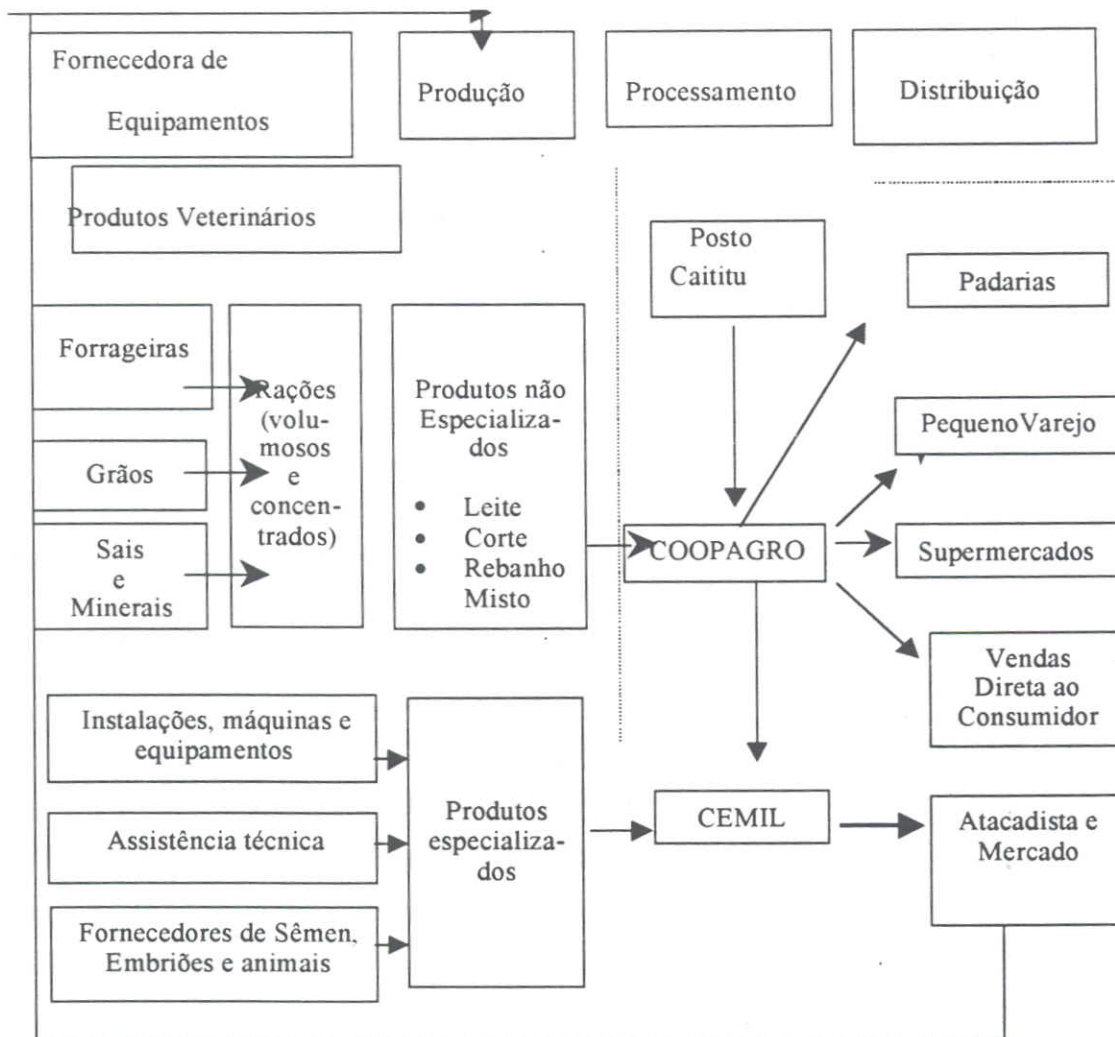 Fornecedora de
Equipamentos
Produção
Processamento
Distribuição
Produtos Veterinários
Posto
Caititu
Padarias
Forrageiras
Rações
(volu-
mosos
e
concen-
trados)
Grãos
Sais
e
Minerais
Produtos não
Especializa-
dos
• Leite
• Corte
• Rebanho
Misto
COOPAGRO
PequenoVarejo
Supermercados
Vendas
Direta ao
Consumidor
Instalações, máquinas e
equipamentos
Assistência técnica
Fornecedores de Sêmen,
Embriões e animais
Produtos
especializa-
dos
CEMIL
Atacadista e
Mercado